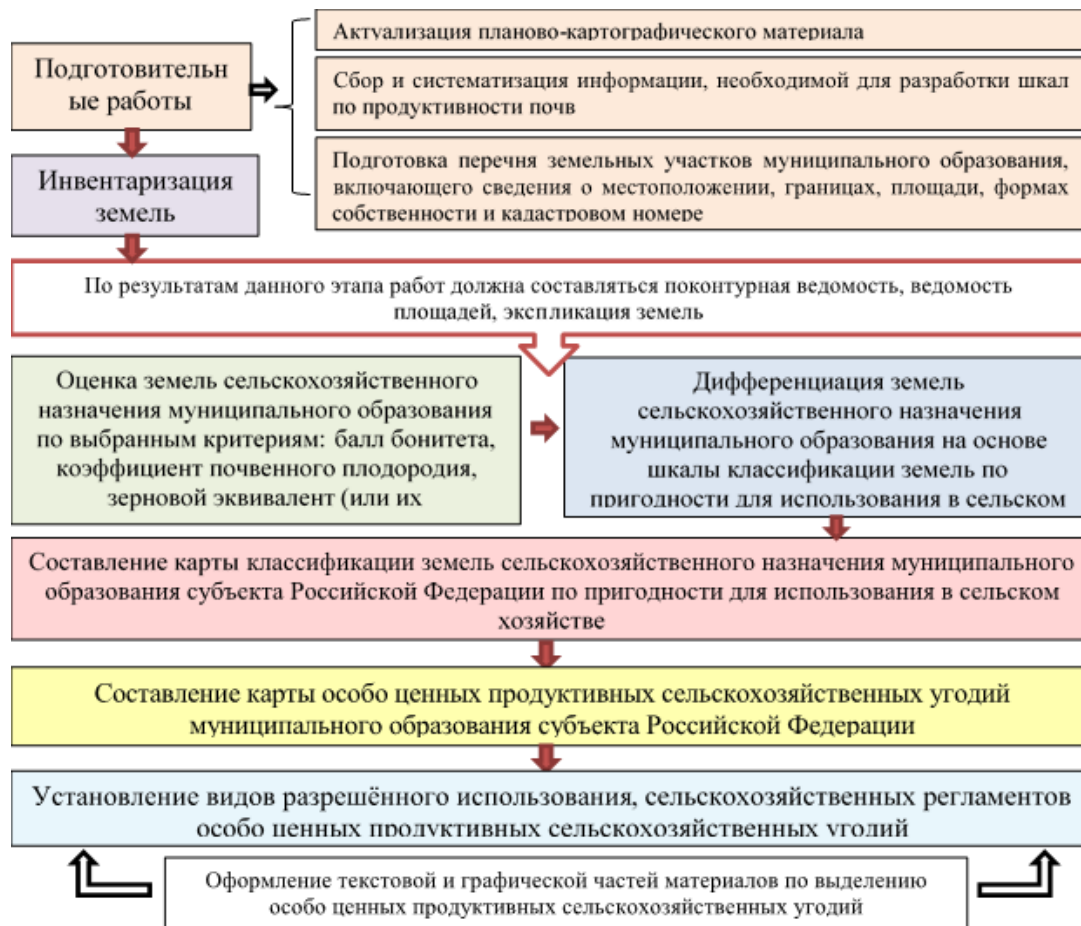 Подготовительн
ые работы
Актуализация планово-картографического материала
Сбор и систематизация информации, необходимой для разработки шкал
по продуктивности почв
Подготовка перечня земельных участков муниципального образования,
включающего сведения о местоположении, границах, площади, формах
собственности и кадастровом номере
Инвентаризация
земель
По результатам данного этапа работ должна составляться поконтурная ведомость, ведомость
площадей, экспликация земель
Оценка земель сельскохозяйственного
назначения муниципального образования
по выбранным критериям: балл бонитета,
коэффициент почвенного плодородия,
зерновой эквивалент (или их
Дифференциация земель
сельскохозяйственного назначения
муниципального образования на основе
шкалы классификации земель по
пригодности для использования в сельском
Составление карты классификации земель сельскохозяйственного назначения муниципального
образования субъекта Российской Федерации по пригодности для использования в сельском
хозяйстве
Составление карты особо ценных продуктивных сельскохозяйственных угодий
муниципального образования субъекта Российской Федерации
Установление видов разрешённого использования, сельскохозяйственных регламентов
особо ценных продуктивных сельскохозяйственных угодий
Оформление текстовой и графической частей материалов по выделению
особо ценных продуктивных сельскохозяйственных угодий